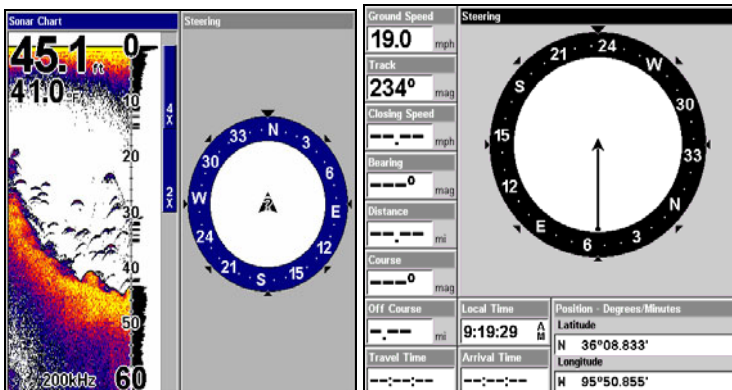 Sonar Chart
45.1 ft
41.0 °F
0
10
20
30
40
50
60
200kHz
4X
2X
Steering
N
3
6
E
12
15
S
21
24
W
30
33
?
Ground Speed
19.0 mph
Track
234° mag
Closing Speed
--.-- mph
Bearing
---° mag
Distance
--.-- mi
Course
---° mag
Off Course
-.-- mi
Travel Time
--:--:--
Steering
24
W
30
33
N
3
6
E
12
15
S
21
Local Time
9:19:29 AM
Arrival Time
--:--:--
Position - Degrees/Minutes
Latitude
N 36°08.833'
Longitude
W 95°50.855'